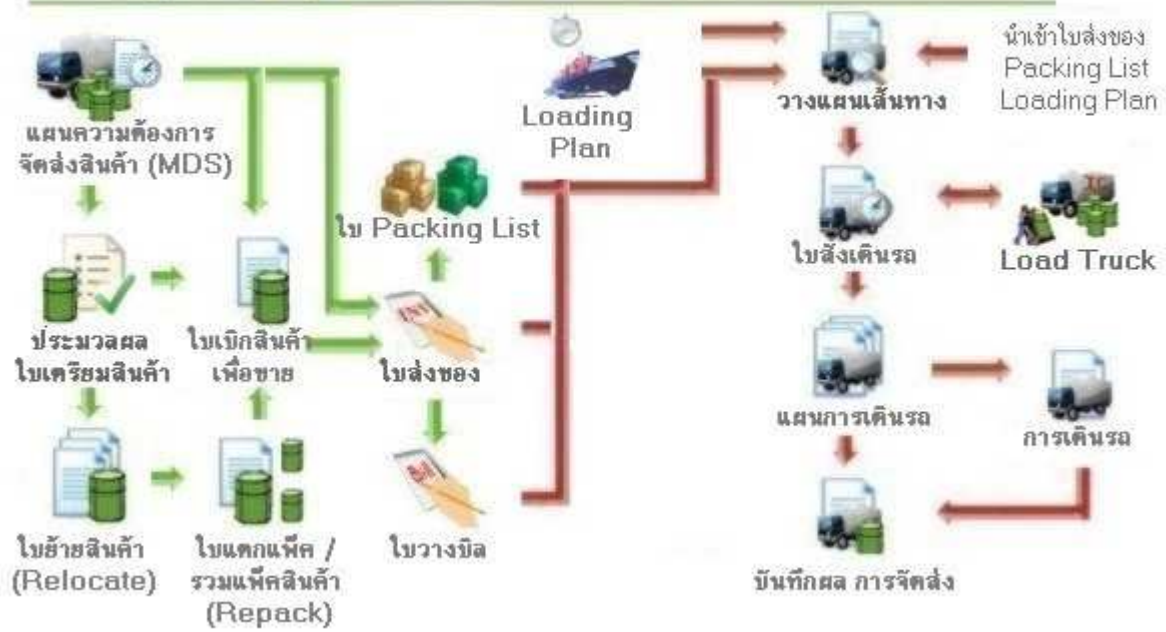 แผนความต้องการ
จัดส่งสินค้า (MDS)
Loading
Plan
วางแผนเส้นทาง
นำเข้าใบส่งของ
Packing List
Loading Plan
ใบ Packing List
ใบสั่งเดินรถ
Load Truck
ประมวลผล
ใบเตรียมสินค้า
ใบเบิกสินค้า
เพื่อขาย
INV
ใบส่งของ
แผนการเดินรถ
การเดินรถ
ใบย้ายสินค้า
(Relocate)
ใบแตกแพ็ค /
รวมแพ็คสินค้า
(Repack)
Bill
ใบวางบิล
บันทึกผล การจัดส่ง